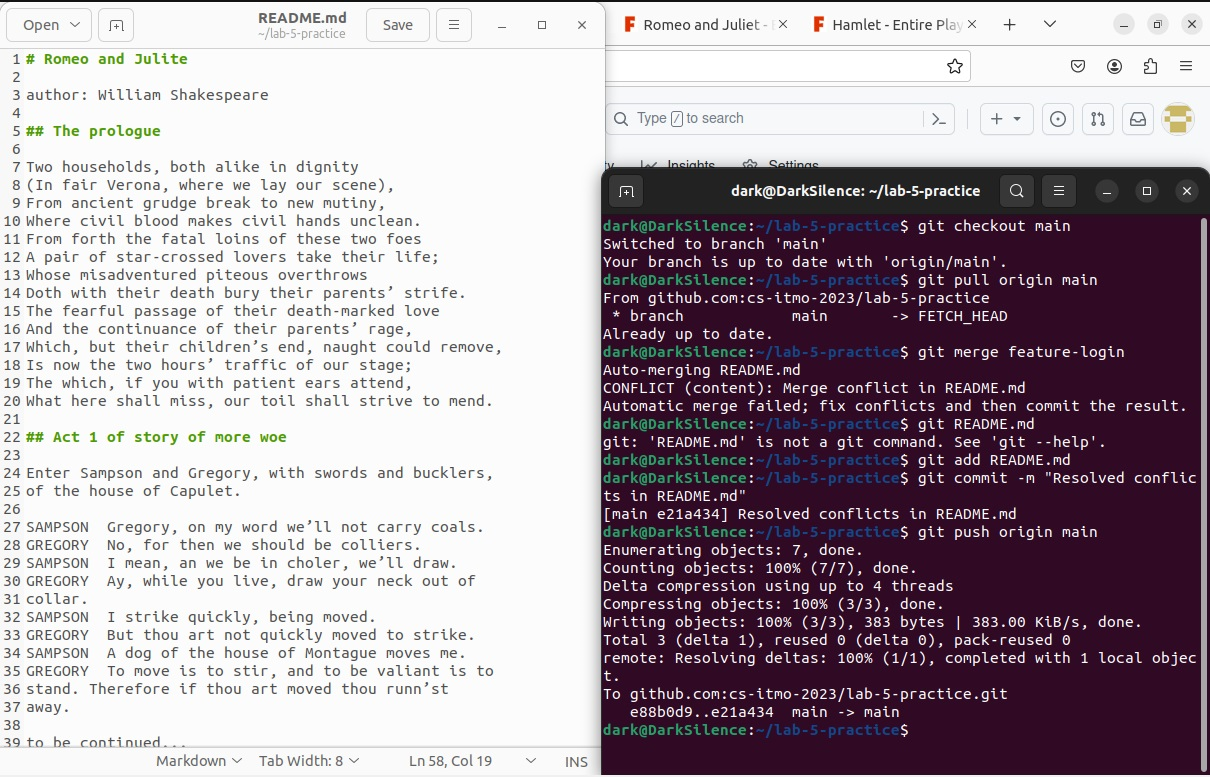 Open
README.md
~/lab-5-practice
Save
1 # Romeo and Julite
2
3 author: William Shakespeare
4
5 ## The prologue
6
7 Two households, both alike in dignity
8 (In fair Verona, where we lay our scene),
9 From ancient grudge break to new mutiny,
10 Where civil blood makes civil hands unclean.
11 From forth the fatal loins of these two foes
12 A pair of star-crossed lovers take their life;
13 Whose misadventured piteous overthrows
14 Doth with their death bury their parents’ strife.
15 The fearful passage of their death-marked love
16 And the continuance of their parents’ rage,
17 Which, but their children’s end, naught could remove,
18 Is now the two hours’ traffic of our stage;
19 The which, if you with patient ears attend,
20 What here shall miss, our toil shall strive to mend.
21
22 ## Act 1 of story of more woe
23
24 Enter Sampson and Gregory, with swords and bucklers,
25 of the house of Capulet.
26
27 SAMPSON  Gregory, on my word we’ll not carry coals.
28 GREGORY  No, for then we should be colliers.
29 SAMPSON  I mean, an we be in choler, we’ll draw.
30 GREGORY  Ay, while you live, draw your neck out of
31 collar.
32 SAMPSON  I strike quickly, being moved.
33 GREGORY  But thou art not quickly moved to strike.
34 SAMPSON  A dog of the house of Montague moves me.
35 GREGORY  To move is to stir, and to be valiant is to
36 stand. Therefore if thou art moved thou runn’st
37 away.
38
39 to be continued...
Markdown
Tab Width: 8
Ln 58, Col 19
INS
Romeo and Juliet -
Hamlet - Entire Play
Type / to search
ty
Insights
Settings
dark@DarkSilence: ~/lab-5-practice
dark@DarkSilence:~/lab-5-practice$ git checkout main
Switched to branch 'main'
Your branch is up to date with 'origin/main'.
dark@DarkSilence:~/lab-5-practice$ git pull origin main
From github.com:cs-itmo-2023/lab-5-practice
 * branch            main       -> FETCH_HEAD
Already up to date.
dark@DarkSilence:~/lab-5-practice$ git merge feature-login
Auto-merging README.md
CONFLICT (content): Merge conflict in README.md
Automatic merge failed; fix conflicts and then commit the result.
dark@DarkSilence:~/lab-5-practice$ git README.md
git: 'README.md' is not a git command. See 'git --help'.
dark@DarkSilence:~/lab-5-practice$ git add README.md
dark@DarkSilence:~/lab-5-practice$ git commit -m "Resolved conflic
ts in README.md"
[main e21a434] Resolved conflicts in README.md
dark@DarkSilence:~/lab-5-practice$ git push origin main
Enumerating objects: 7, done.
Counting objects: 100% (7/7), done.
Delta compression using up to 4 threads
Compressing objects: 100% (3/3), done.
Writing objects: 100% (3/3), 383 bytes | 383.00 KiB/s, done.
Total 3 (delta 1), reused 0 (delta 0), pack-reused 0
remote: Resolving deltas: 100% (1/1), completed with 1 local objec
t.
To github.com:cs-itmo-2023/lab-5-practice.git
   e88b0d9..e21a434  main -> main
dark@DarkSilence:~/lab-5-practice$